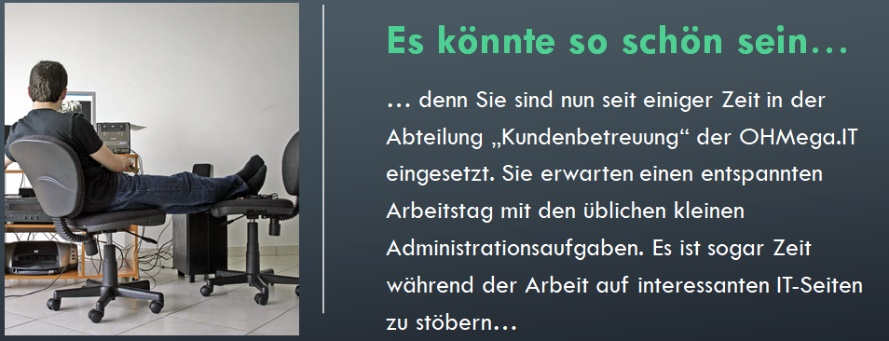 Es könnte so schön sein…
… denn Sie sind nun seit einiger Zeit in der
Abteilung „Kundenbetreuung“ der OHMega.IT
eingesetzt. Sie erwarten einen entspannten
Arbeitstag mit den üblichen kleinen
Administrationsaufgaben. Es ist sogar Zeit
während der Arbeit auf interessanten IT-Seiten
zu stöbern…